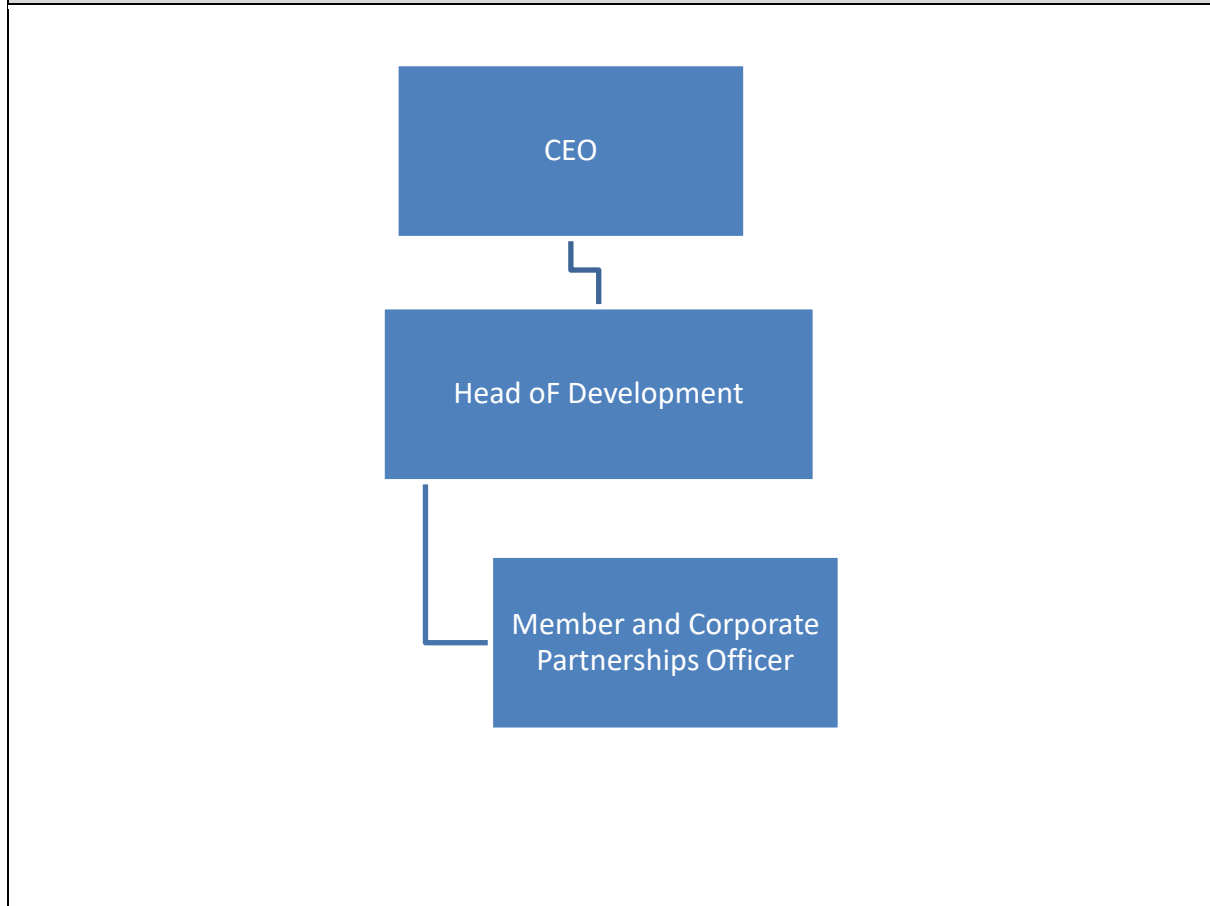 CEO
Head oF Development
Member and Corporate
Partnerships Officer